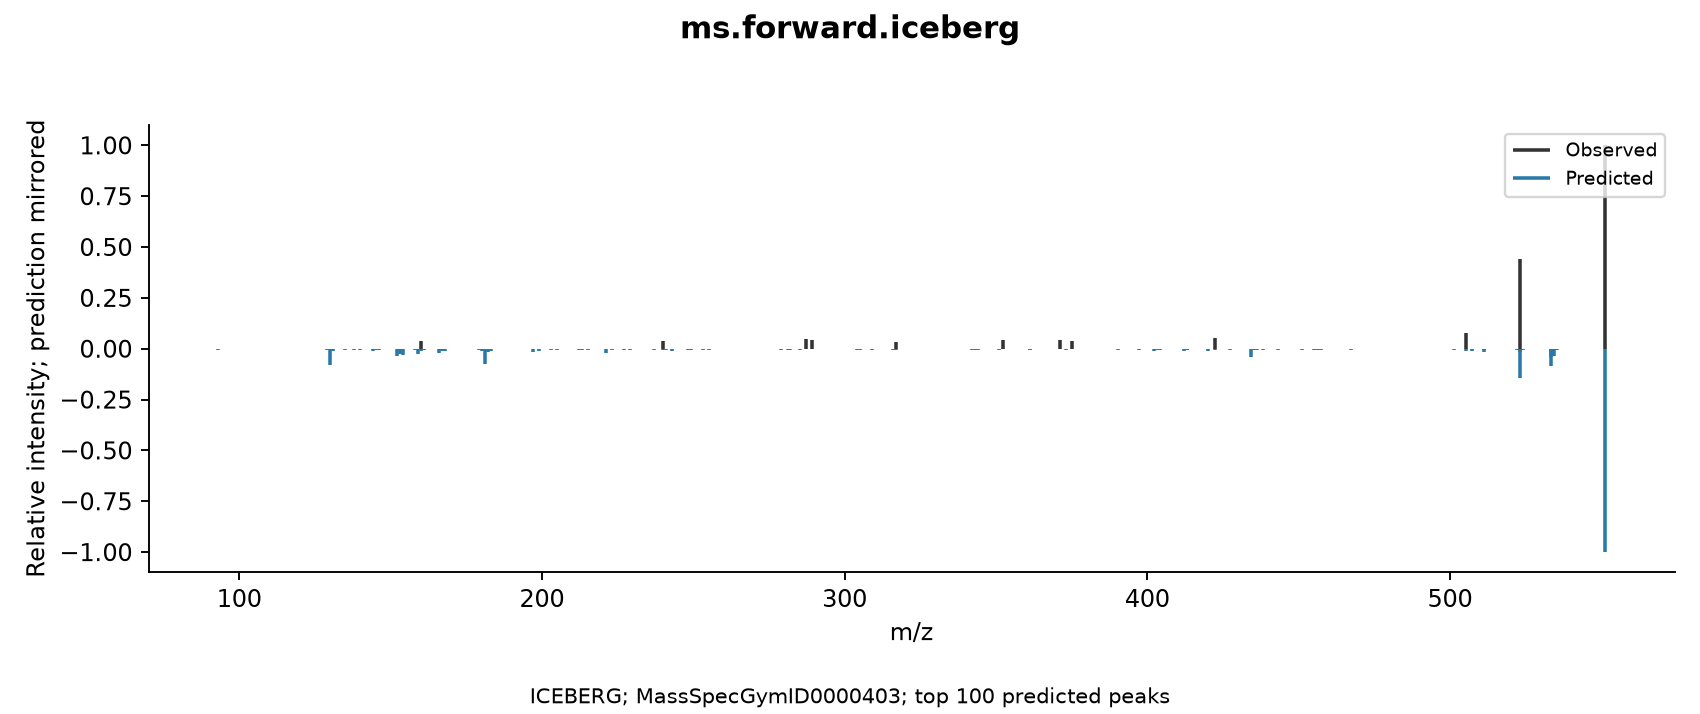 ms.forward.iceberg
Relative intensity; prediction mirrored
1.00
0.75
0.50
0.25
0.00
−0.25
−0.50
−0.75
−1.00
Observed
Predicted
100
200
300
400
500
m/z
ICEBERG; MassSpecGymID0000403; top 100 predicted peaks